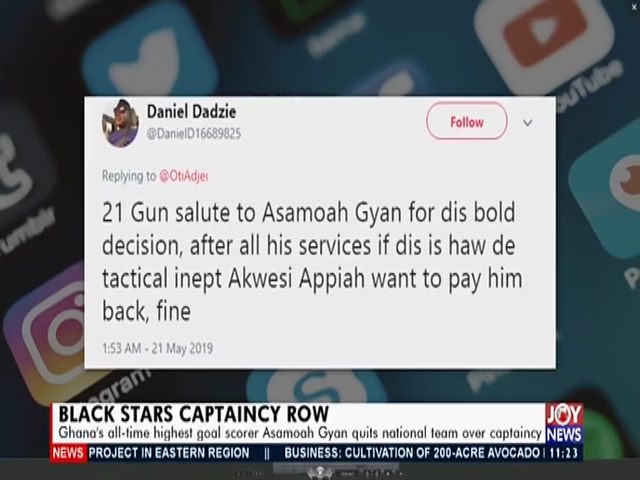 YouTube
umblr
Daniel Dadzie
@DanielD16689825
Follow
Replying to @OtiAdjei
21 Gun salute to Asamoah Gyan for dis bold
decision, after all his services if dis is haw de
tactical inept Akwesi Appiah want to pay him
back, fine
1:53 AM - 21 May 2019
agram
BLACK STARS CAPTAINCY ROW
Ghana's all-time highest goal scorer Asamoah Gyan quits national team over captaincy
JOY
NEWS
NEWS PROJECT IN EASTERN REGION || BUSINESS: CULTIVATION OF 200-ACRE AVOCADO 11:23